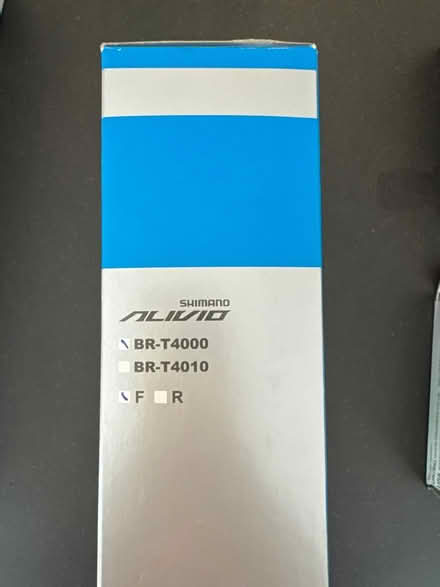 SHIMANO
ALIVIO
BR-T4000
BR-T4010
F R